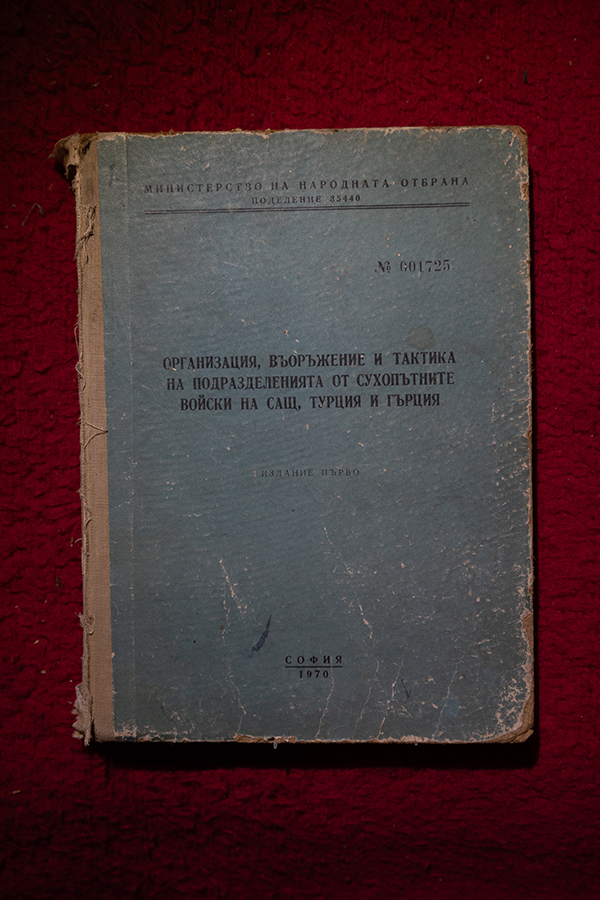 МИНИСТЕРСТВО НА НАРОДНАТА ОТБРАНА
ПОДЕЛЕНИЕ 35440
№ 001725
ОРГАНИЗАЦИЯ, ВЪОРЪЖЕНИЕ И ТАКТИКА
НА ПОДРАЗДЕЛЕНИЯТА ОТ СУХОПЪТНИТЕ
ВОЙСКИ НА САЩ, ТУРЦИЯ И ГЪРЦИЯ
ИЗДАНИЕ ПЪРВО
СОФИЯ
1970